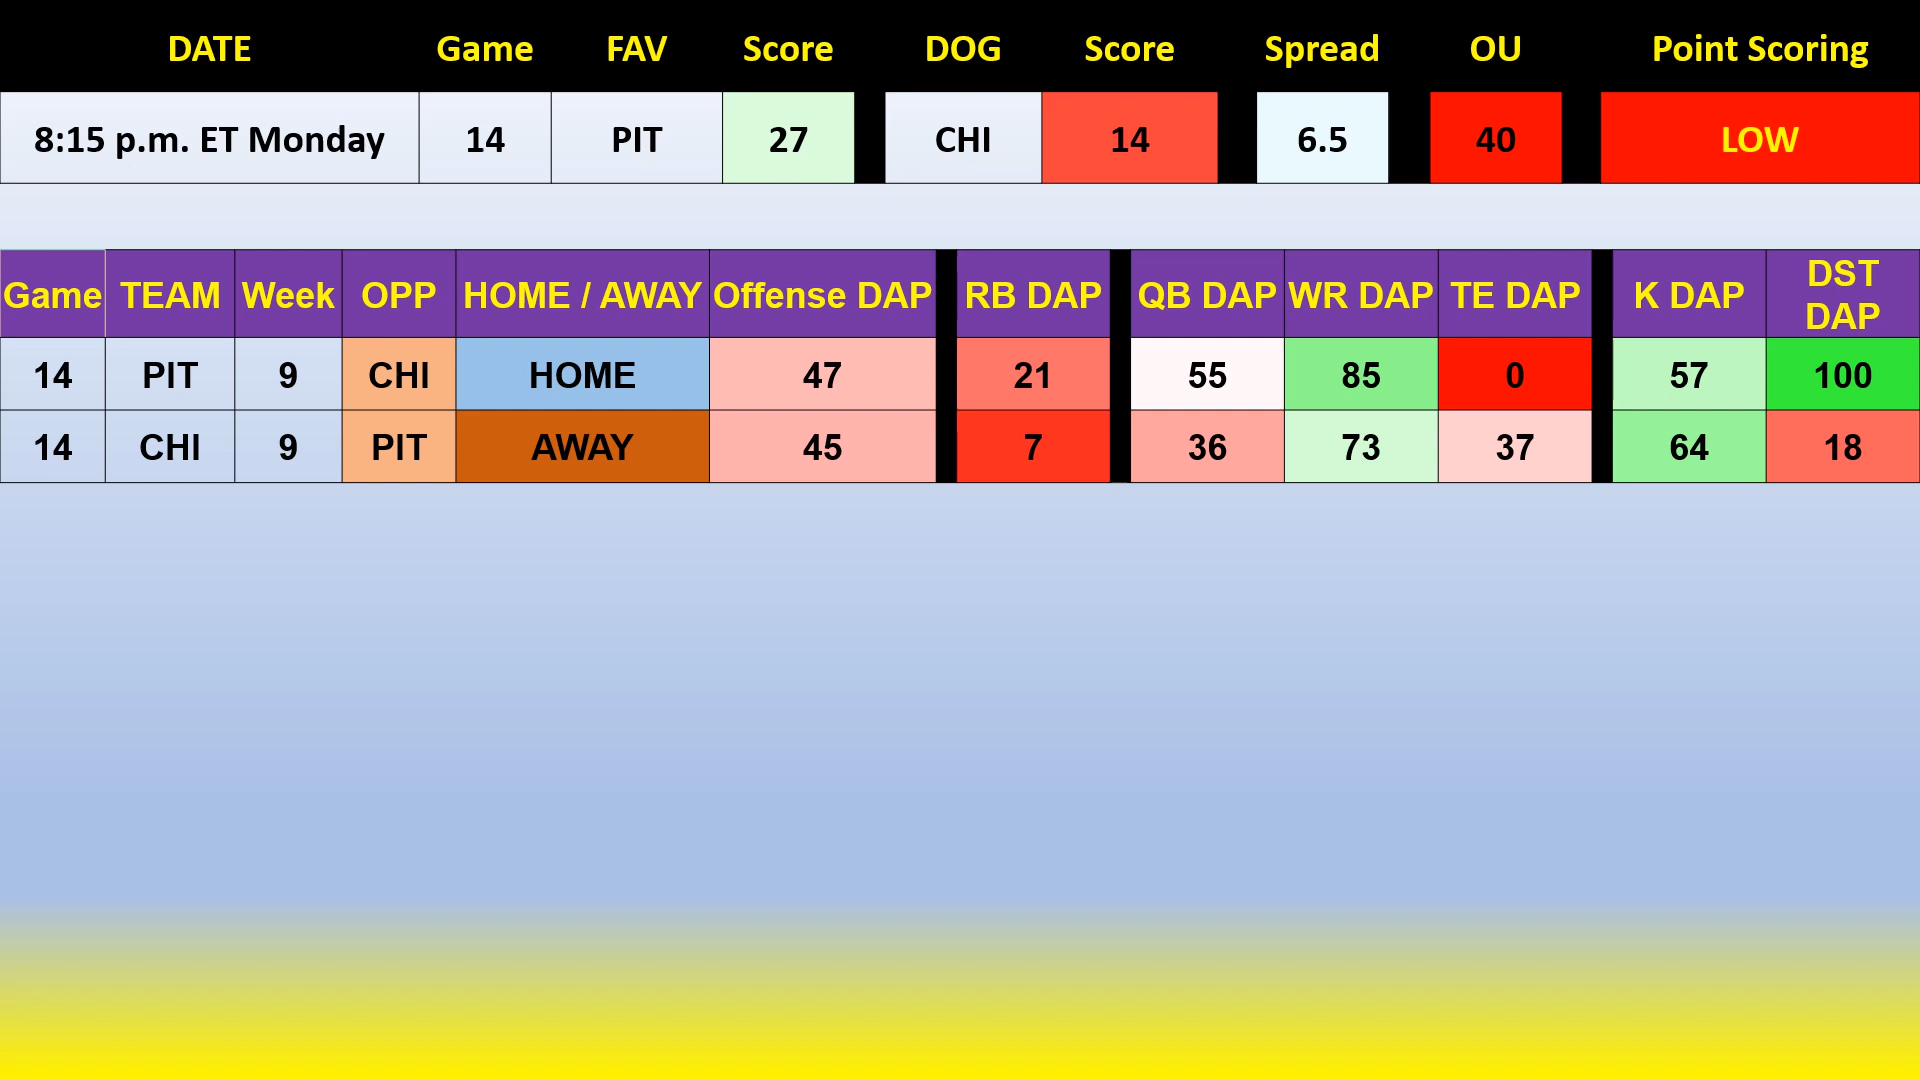 DATE Game FAV Score DOG Score Spread OU Point Scoring
8:15 p.m. ET Monday 14 PIT 27 CHI 14 6.5 40 LOW
Game TEAM Week OPP HOME / AWAY Offense DAP RB DAP QB DAP WR DAP TE DAP K DAP DST DAP
14 PIT 9 CHI HOME 47 21 55 85 0 57 100
14 CHI 9 PIT AWAY 45 7 36 73 37 64 18